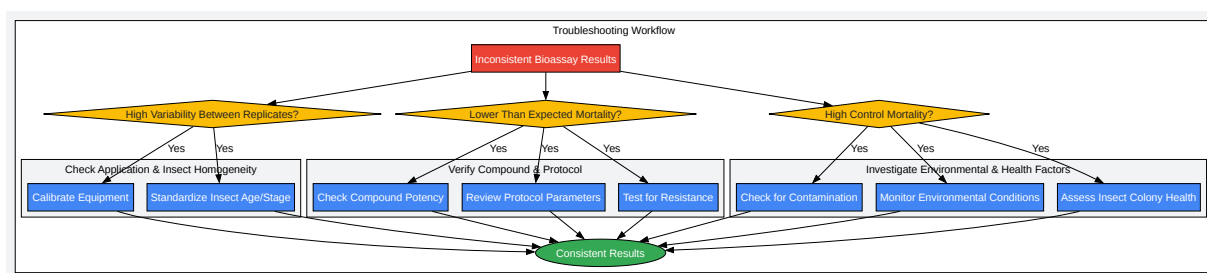 Troubleshooting Workflow
Inconsistent Bioassay Results
High Variability Between Replicates?
Lower Than Expected Mortality?
High Control Mortality?
Yes
Yes
Yes
Yes
Yes
Yes
Yes
Yes
Check Application & Insect Homogeneity
Verify Compound & Protocol
Investigate Environmental & Health Factors
Calibrate Equipment
Standardize Insect Age/Stage
Check Compound Potency
Review Protocol Parameters
Test for Resistance
Check for Contamination
Monitor Environmental Conditions
Assess Insect Colony Health
Consistent Results